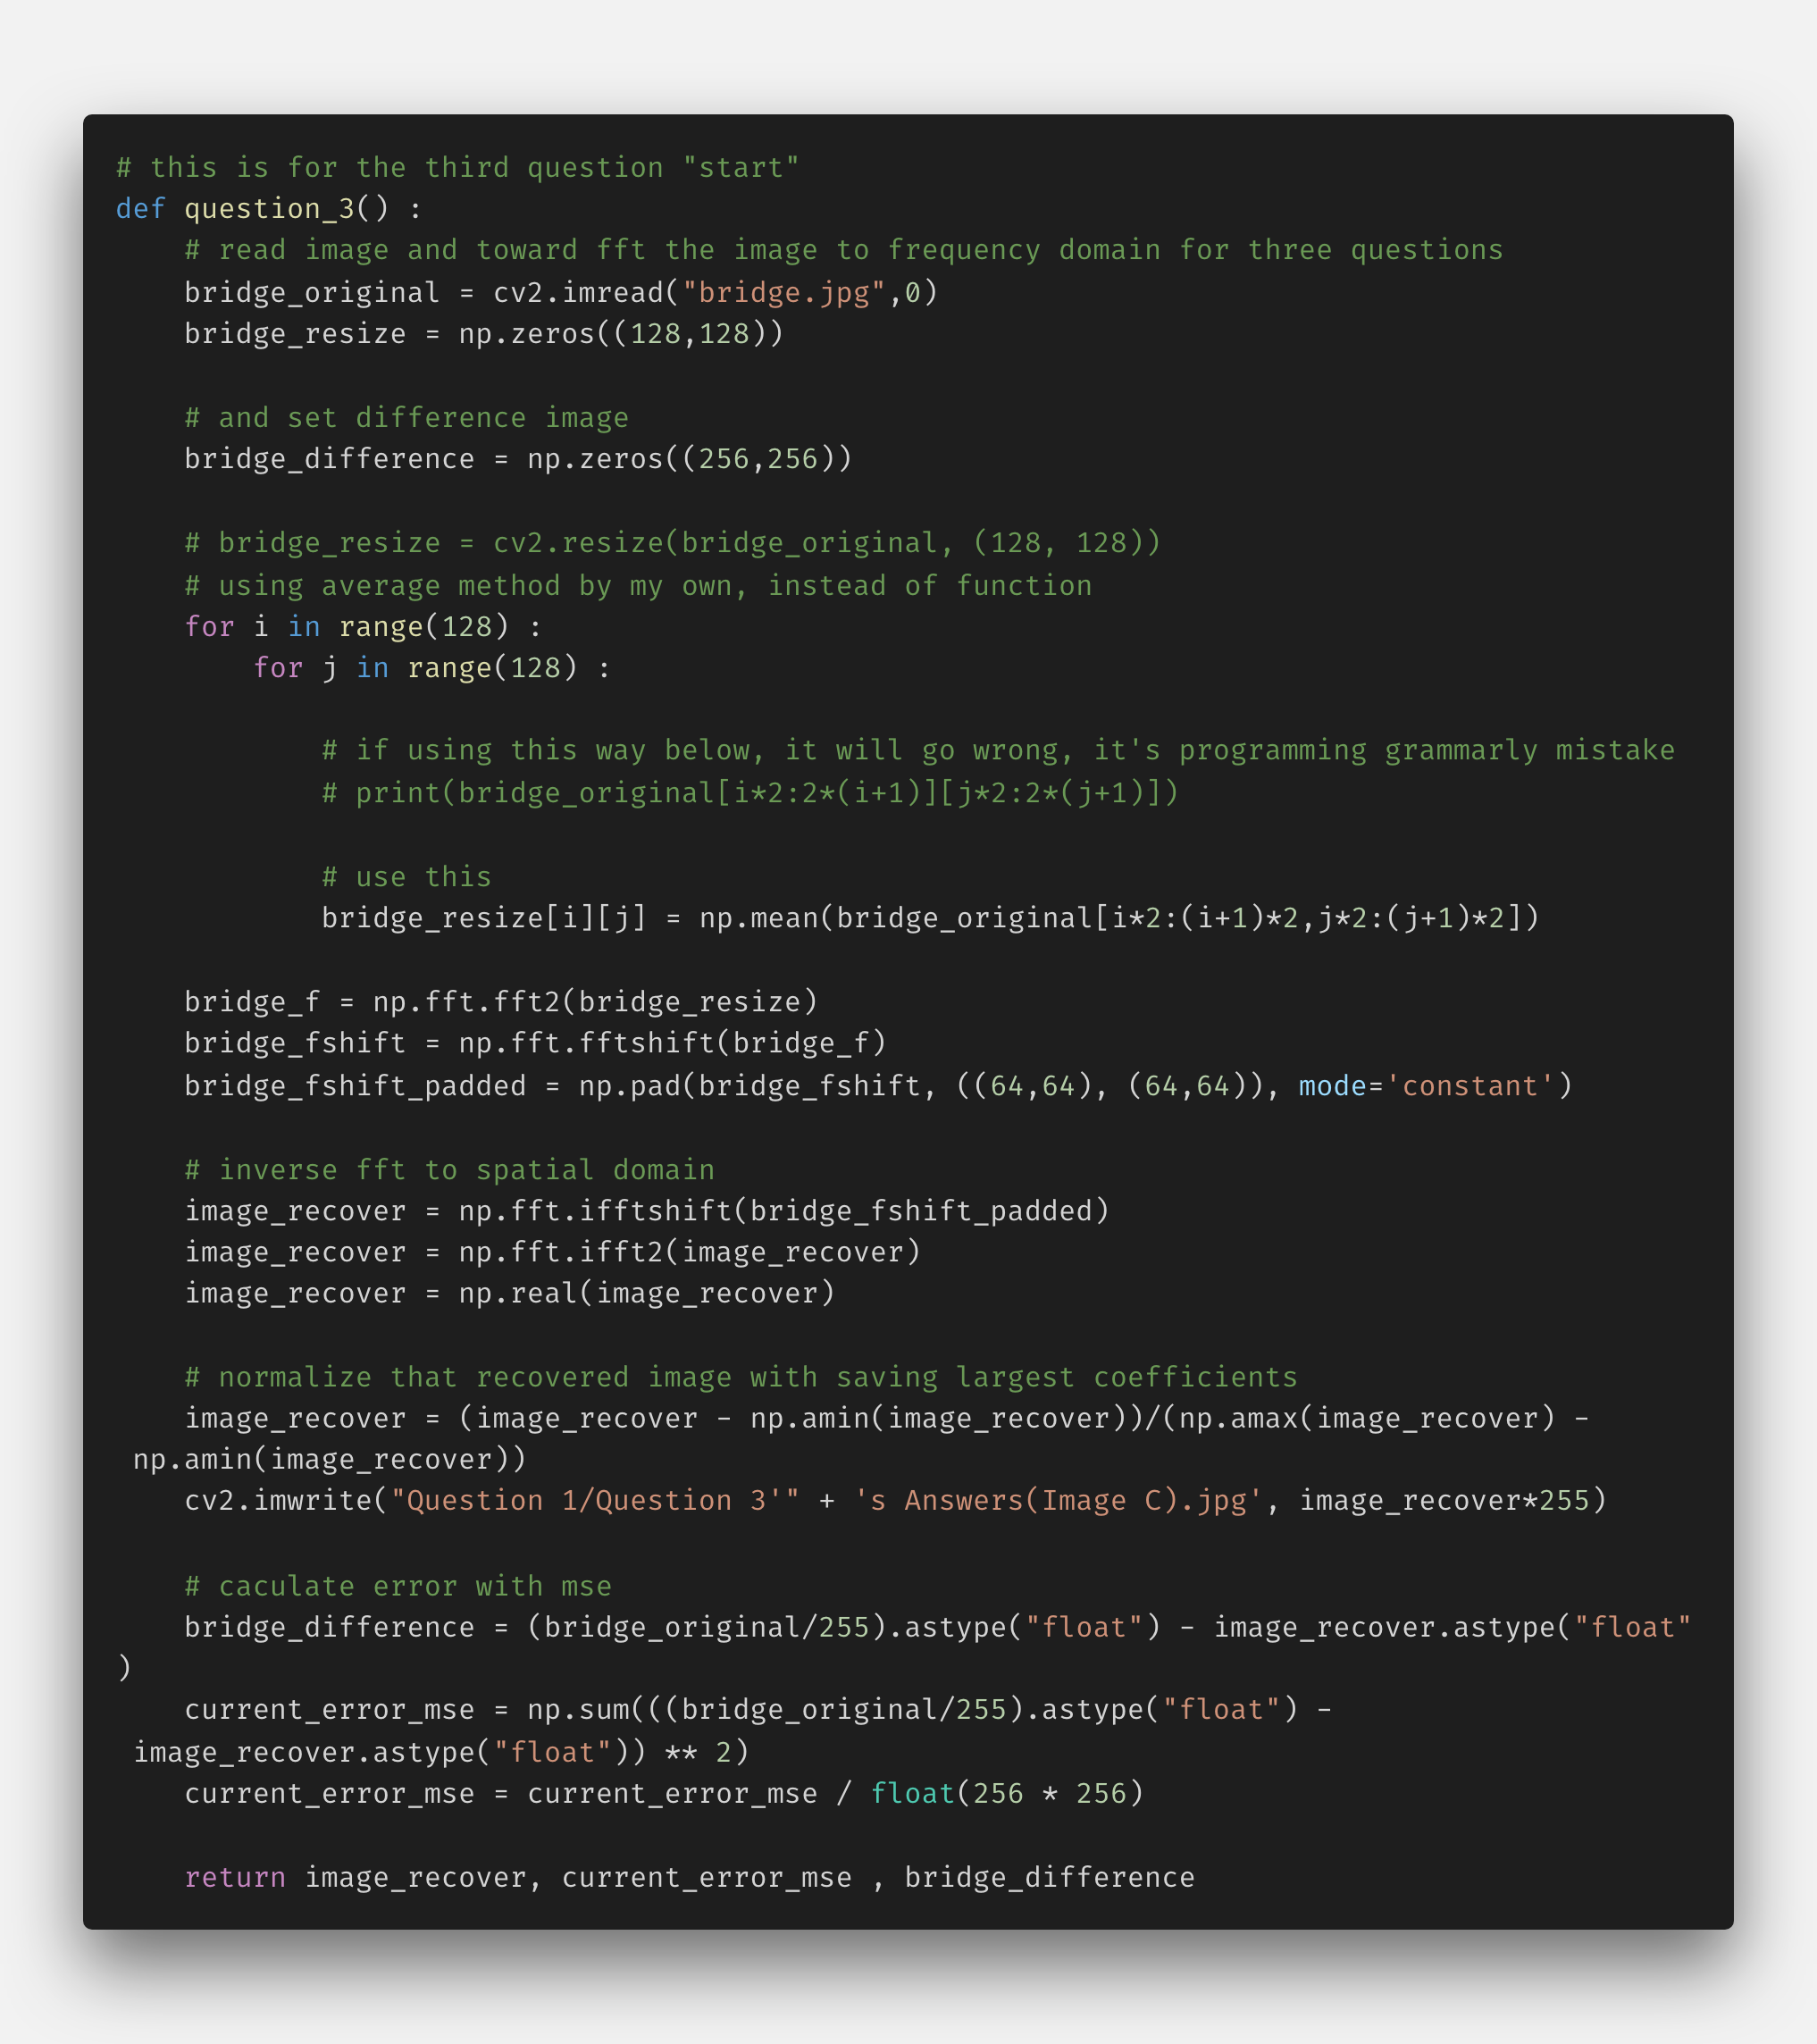 # this is for the third question "start"
def question_3() :
    # read image and toward fft the image to frequency domain for three questions
    bridge_original = cv2.imread("bridge.jpg",0)
    bridge_resize = np.zeros((128,128))

    # and set difference image
    bridge_difference = np.zeros((256,256))

    # bridge_resize = cv2.resize(bridge_original, (128, 128))
    # using average method by my own, instead of function
    for i in range(128) :
        for j in range(128) :

            # if using this way below, it will go wrong, it's programming grammarly mistake
            # print(bridge_original[i*2:2*(i+1)][j*2:2*(j+1)])

            # use this
            bridge_resize[i][j] = np.mean(bridge_original[i*2:(i+1)*2,j*2:(j+1)*2])

    bridge_f = np.fft.fft2(bridge_resize)
    bridge_fshift = np.fft.fftshift(bridge_f)
    bridge_fshift_padded = np.pad(bridge_fshift, ((64,64), (64,64)), mode='constant')

    # inverse fft to spatial domain
    image_recover = np.fft.ifftshift(bridge_fshift_padded)
    image_recover = np.fft.ifft2(image_recover)
    image_recover = np.real(image_recover)

    # normalize that recovered image with saving largest coefficients
    image_recover = (image_recover - np.amin(image_recover))/(np.amax(image_recover) -
 np.amin(image_recover))
    cv2.imwrite("Question 1/Question 3'" + 's Answers(Image C).jpg', image_recover*255)

    # caculate error with mse
    bridge_difference = (bridge_original/255).astype("float") - image_recover.astype("float"
)
    current_error_mse = np.sum(((bridge_original/255).astype("float") -
 image_recover.astype("float")) ** 2)
    current_error_mse = current_error_mse / float(256 * 256)

    return image_recover, current_error_mse , bridge_difference